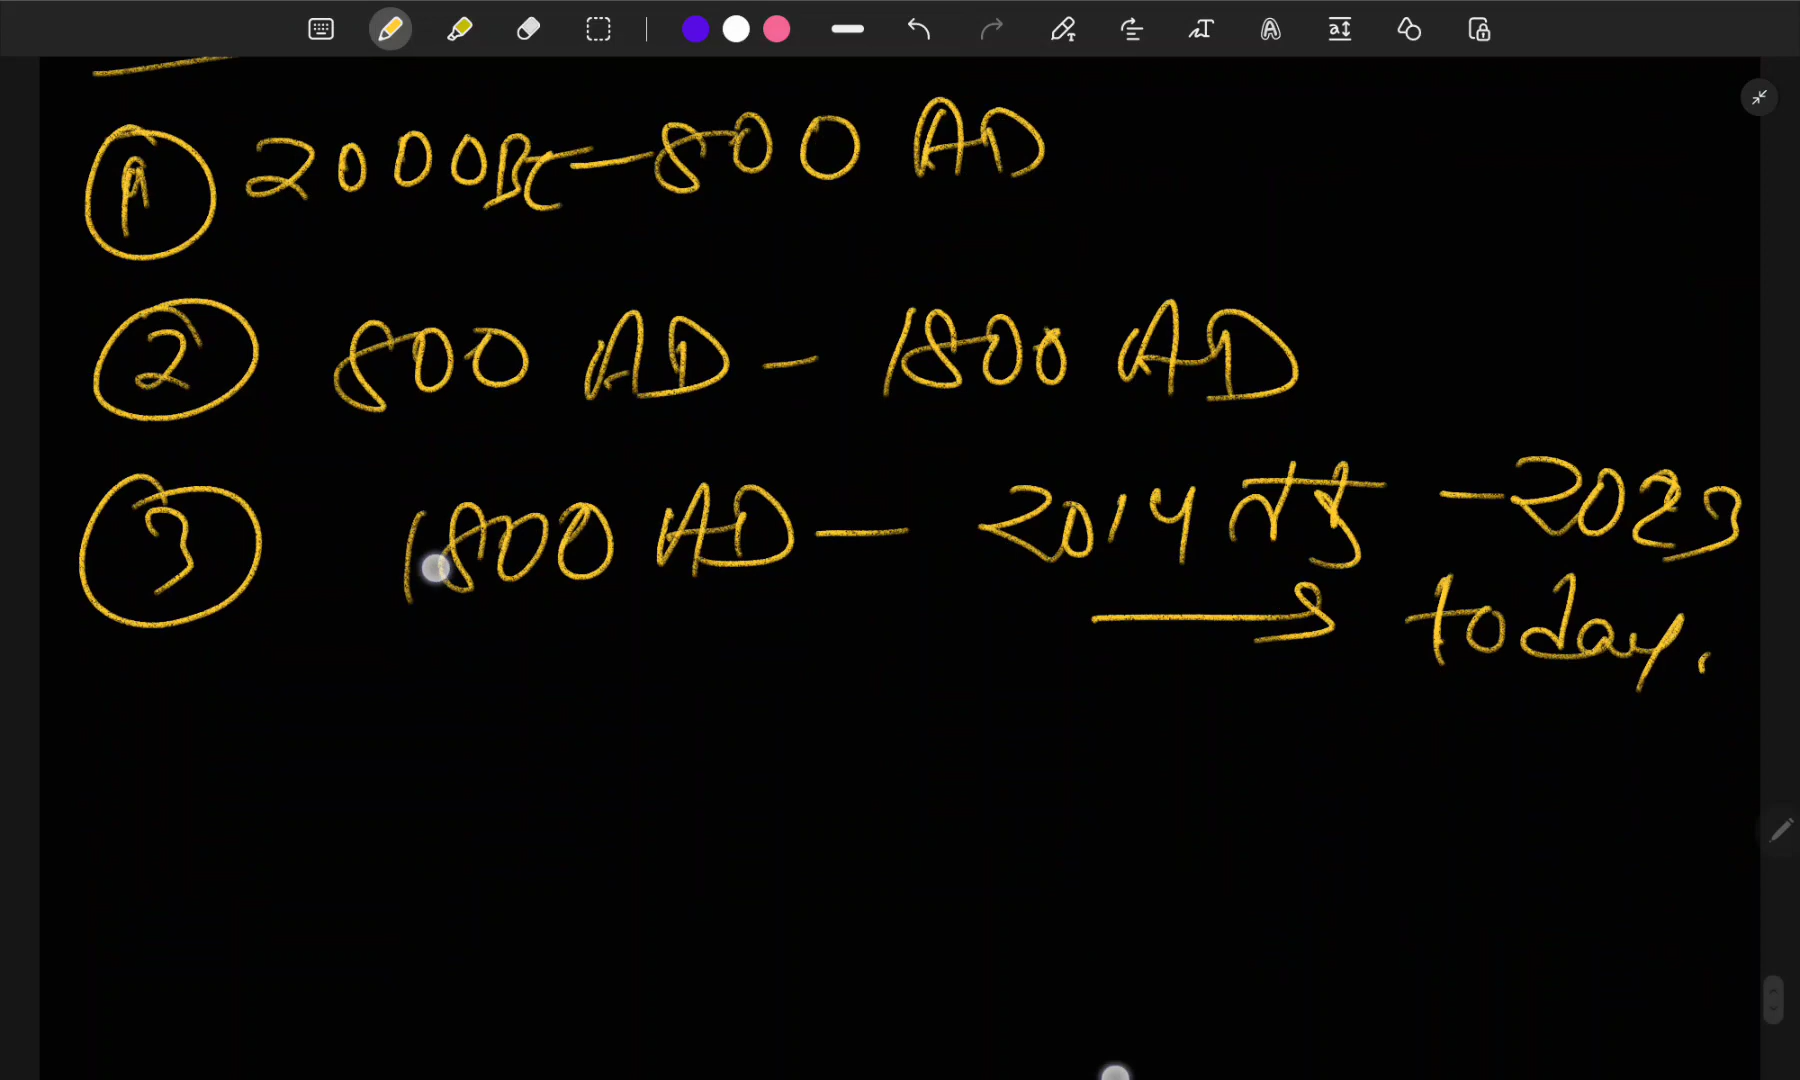 1 2000BC - 800 AD
2 800 AD - 1800 AD
3 1800 AD - 2014 तक - 2023
→ today.